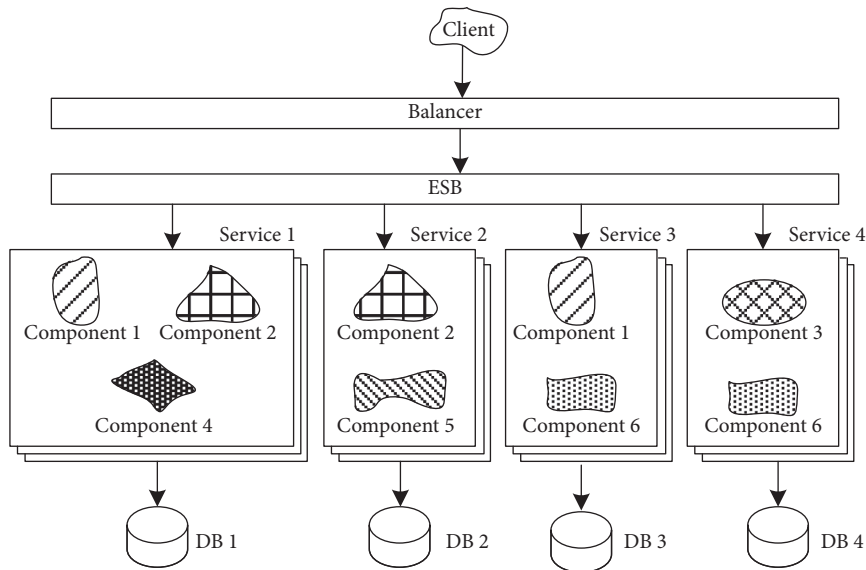 Client
Balancer
ESB
Service 1
Service 2
Service 3
Service 4
Component 1
Component 2
Component 2
Component 1
Component 3
Component 4
Component 5
Component 6
Component 6
DB 1
DB 2
DB 3
DB 4